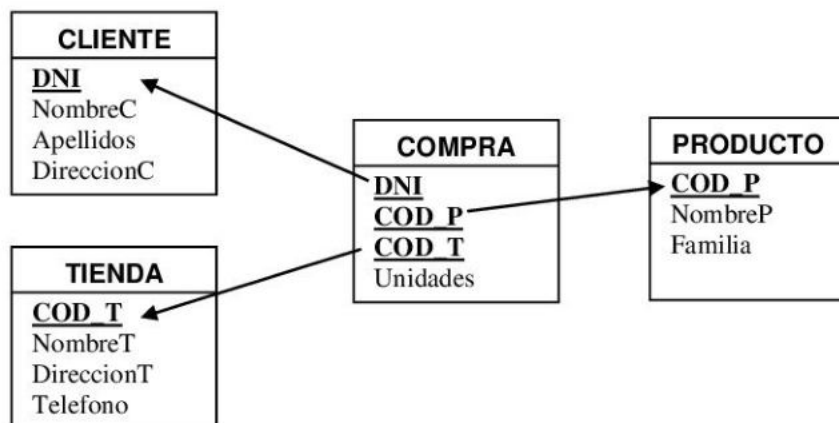 CLIENTE
DNI
NombreC
Apellidos
DireccionC
TIENDA
COD_T
NombreT
DireccionT
Telefono
COMPRA
DNI
COD_P
COD_T
Unidades
PRODUCTO
COD_P
NombreP
Familia